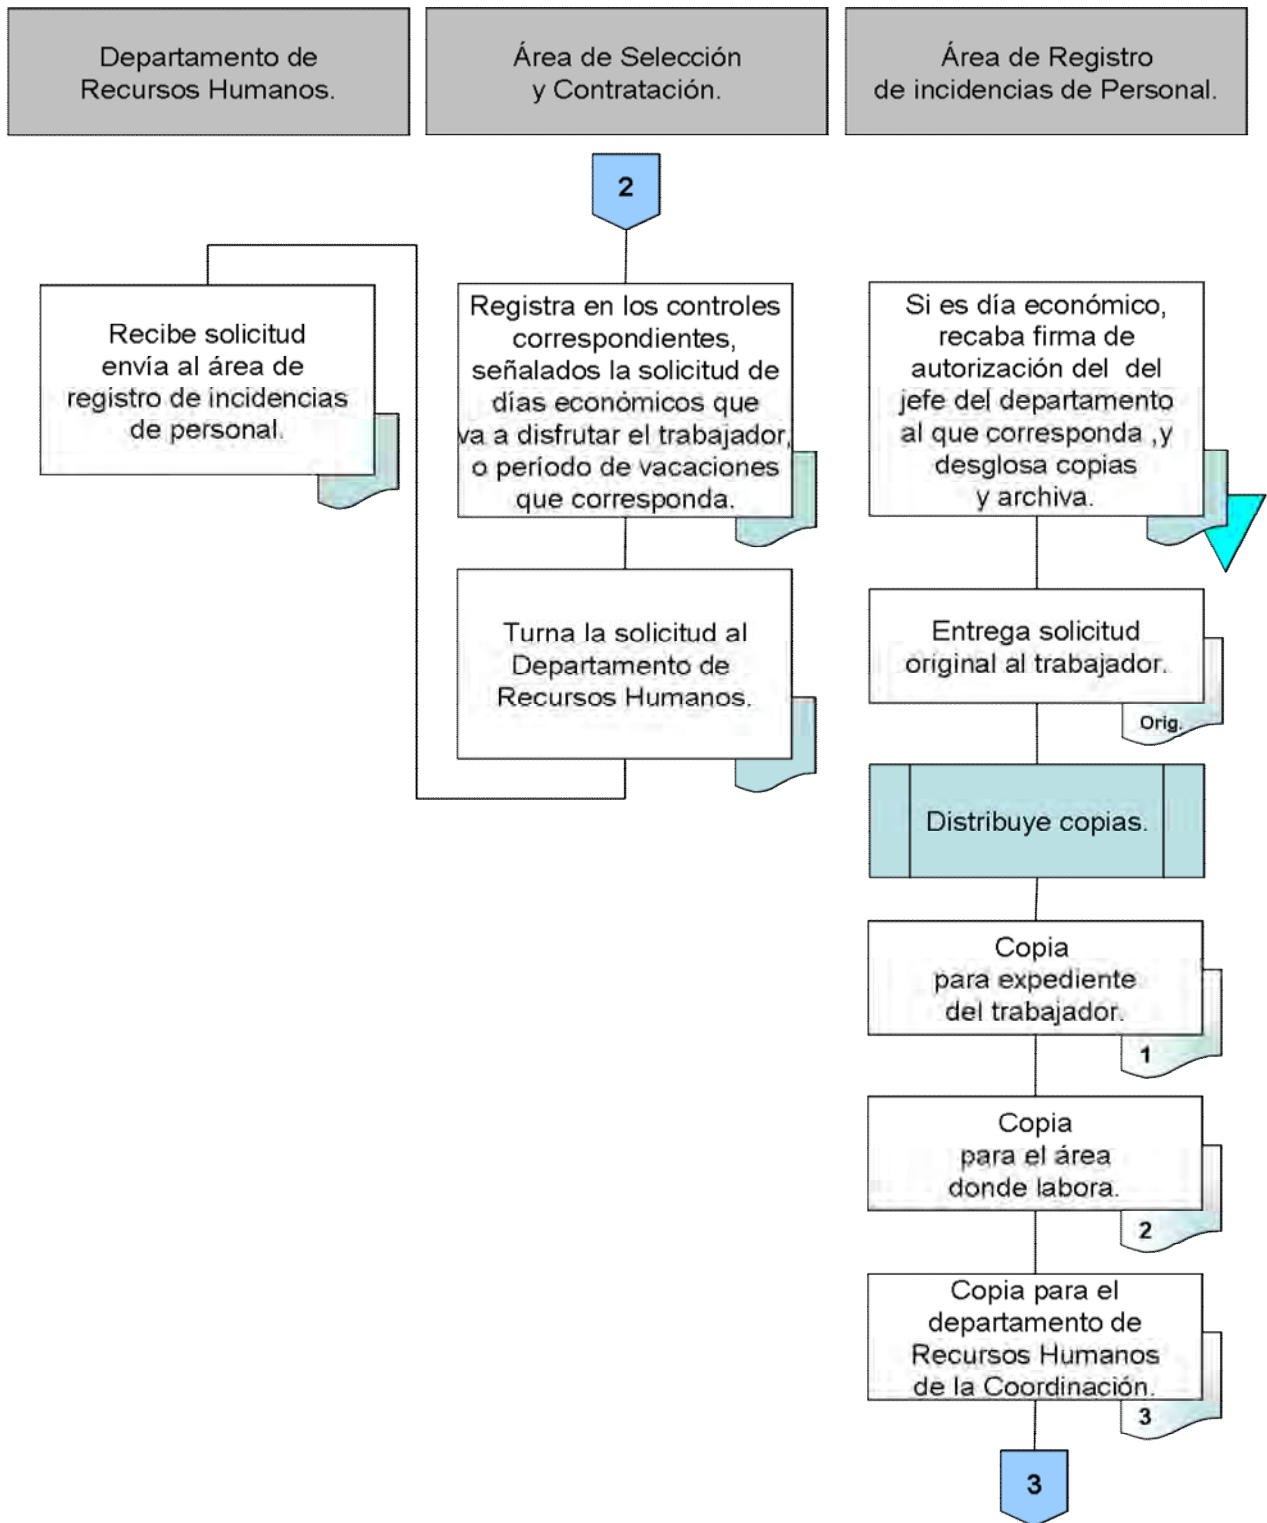 Departamento de
Recursos Humanos.
Área de Selección
y Contratación.
Área de Registro
de incidencias de Personal.
2
Recibe solicitud
envía al área de
registro de incidencias
de personal.
Registra en los controles
correspondientes,
señalados la solicitud de
días económicos que
va a disfrutar el trabajador,
o período de vacaciones
que corresponda.
Turna la solicitud al
Departamento de
Recursos Humanos.
Si es día económico,
recaba firma de
autorización del del
jefe del departamento
al que corresponda ,y
desglosa copias
y archiva.
Entrega solicitud
original al trabajador.
Orig.
Distribuye copias.
Copia
para expediente
del trabajador.
1
Copia
para el área
donde labora.
2
Copia para el
departamento de
Recursos Humanos
de la Coordinación.
3
3